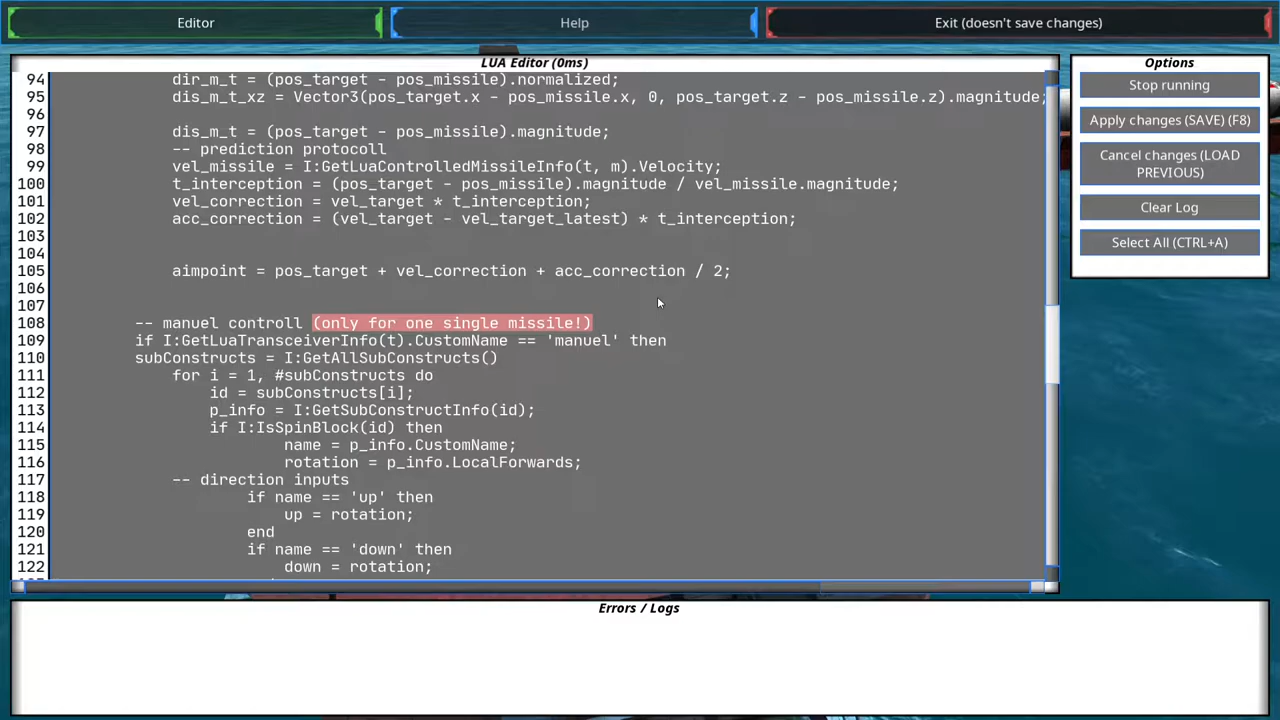 Editor
Help
Exit (doesn't save changes)
LUA Editor (0ms)
Options
94 dir_m_t = (pos_target - pos_missile).normalized;
95 dis_m_t_xz = Vector3(pos_target.x - pos_missile.x, 0, pos_target.z - pos_missile.z).magnitude;
96
97 dis_m_t = (pos_target - pos_missile).magnitude;
98 -- prediction protocoll
99 vel_missile = I:GetLuaControlledMissileInfo(t, m).Velocity;
100 t_interception = (pos_target - pos_missile).magnitude / vel_missile.magnitude;
101 vel_correction = vel_target * t_interception;
102 acc_correction = (vel_target - vel_target_latest) * t_interception;
103
104
105 aimpoint = pos_target + vel_correction + acc_correction / 2;
106
107
108 -- manuel controll (only for one single missile!)
109 if I:GetLuaTransceiverInfo(t).CustomName == 'manuel' then
110 subConstructs = I:GetAllSubConstructs()
111 for i = 1, #subConstructs do
112 id = subConstructs[i];
113 p_info = I:GetSubConstructInfo(id);
114 if I:IsSpinBlock(id) then
115 name = p_info.CustomName;
116 rotation = p_info.LocalForwards;
117 -- direction inputs
118 if name == 'up' then
119 up = rotation;
120 end
121 if name == 'down' then
122 down = rotation;
Stop running
Apply changes (SAVE) (F8)
Cancel changes (LOAD
PREVIOUS)
Clear Log
Select All (CTRL+A)
Errors / Logs